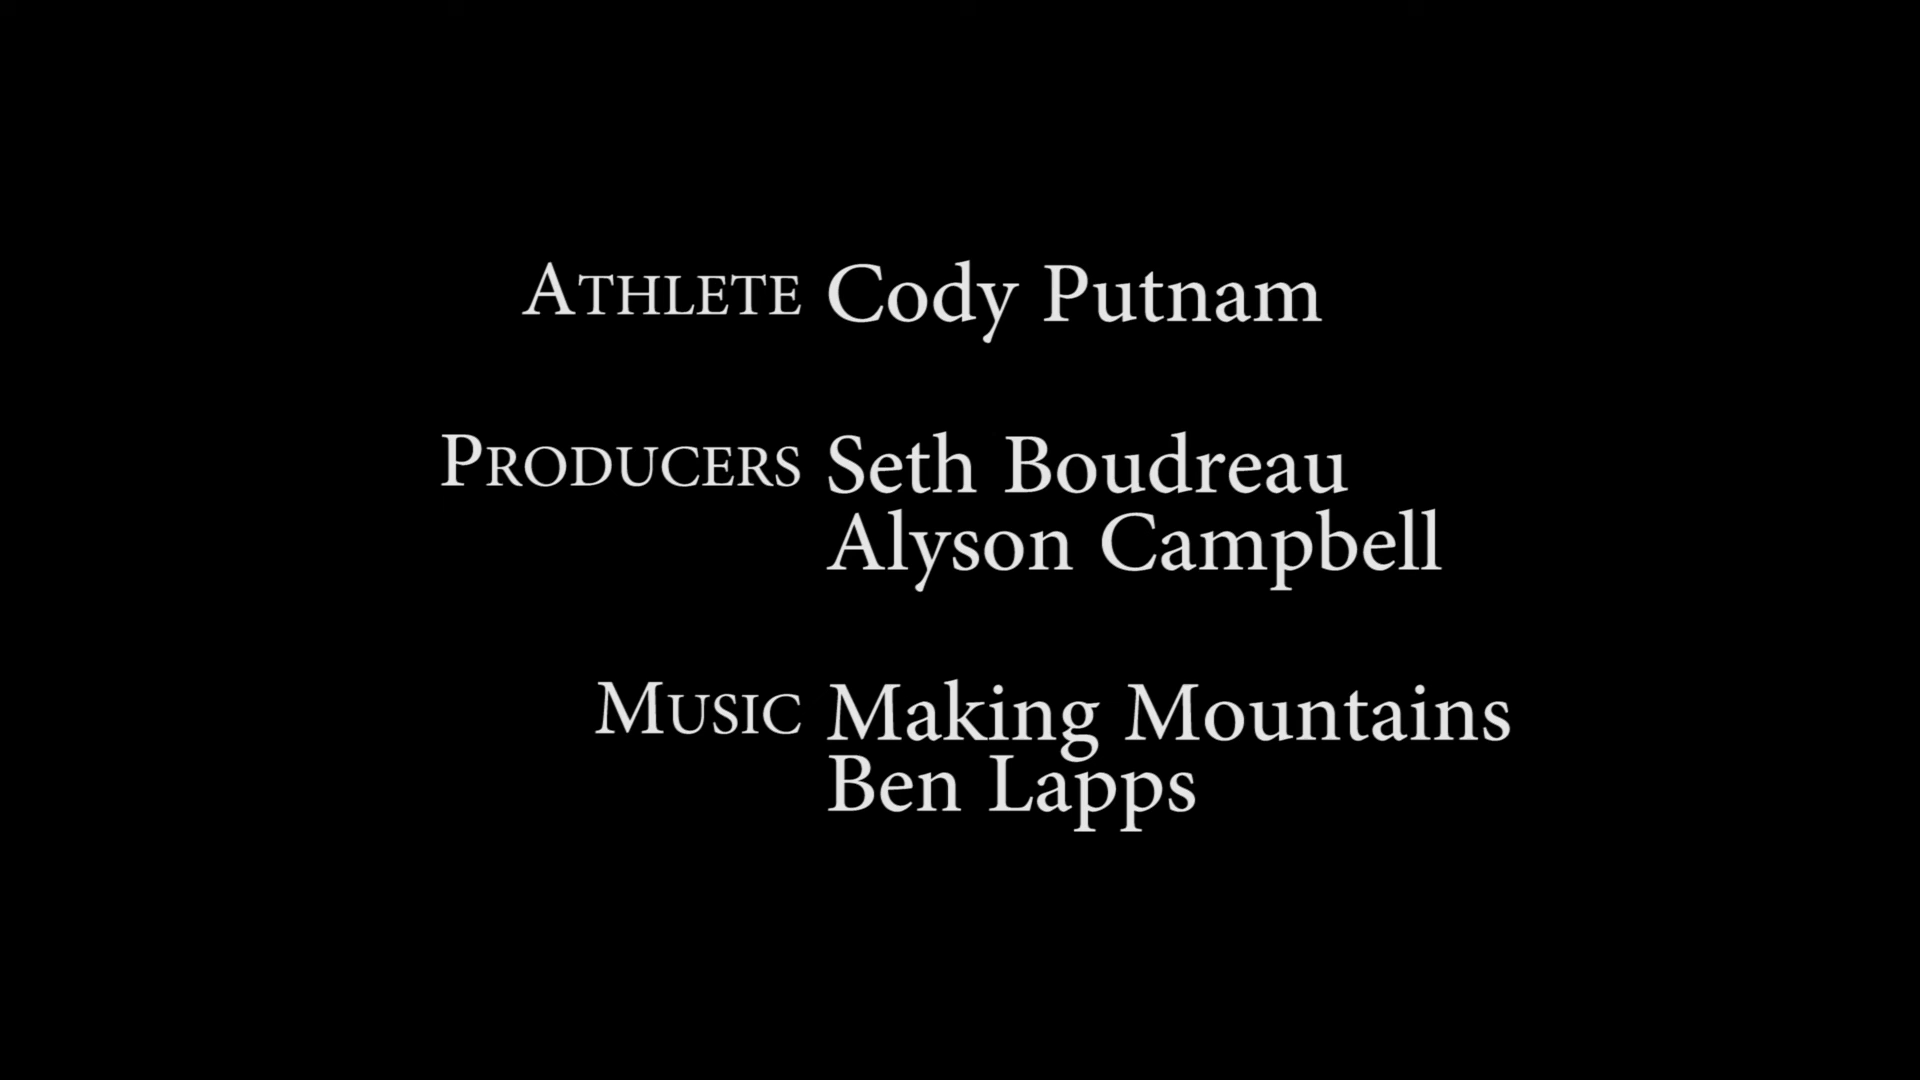 ATHLETE Cody Putnam
PRODUCERS Seth Boudreau
Alyson Campbell
MUSIC Making Mountains
Ben Lapps